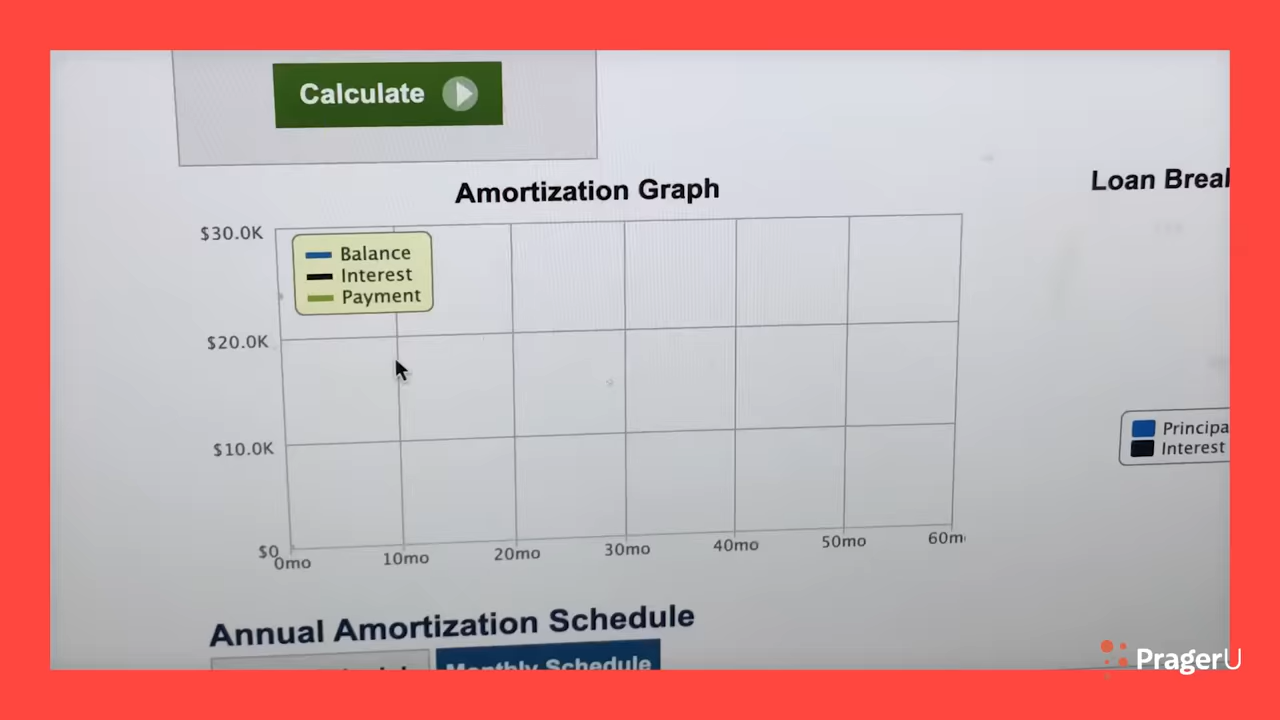 Calculate
Amortization Graph
Loan Brea
$30.0K
Balance
Interest
Payment
$20.0K
$10.0K
$0
0mo
10mo
20mo
30mo
40mo
50mo
60m
Principa
Interest
Annual Amortization Schedule
Monthly Schedule
PragerU